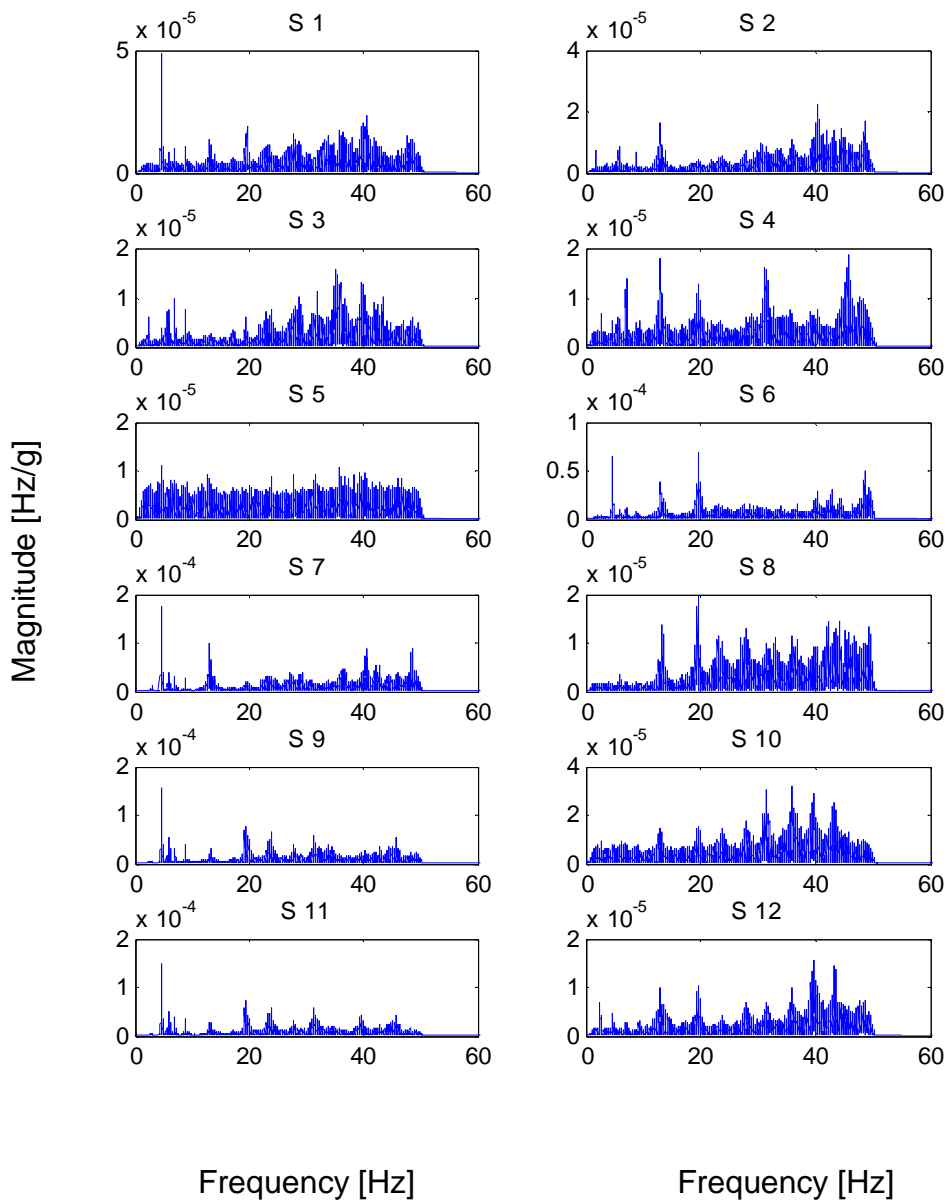 x 10-5 S 1
5
0
0 20 40 60
x 10-5 S 2
4
2
0
0 20 40 60
x 10-5 S 3
2
1
0
0 20 40 60
x 10-5 S 4
2
1
0
0 20 40 60
x 10-5 S 5
2
1
0
0 20 40 60
x 10-4 S 6
1
0.5
0
0 20 40 60
x 10-4 S 7
2
1
0
0 20 40 60
x 10-5 S 8
2
1
0
0 20 40 60
x 10-4 S 9
2
1
0
0 20 40 60
x 10-5 S 10
4
2
0
0 20 40 60
x 10-4 S 11
2
1
0
0 20 40 60
x 10-5 S 12
2
1
0
0 20 40 60
Magnitude [Hz/g]
Frequency [Hz]
Frequency [Hz]